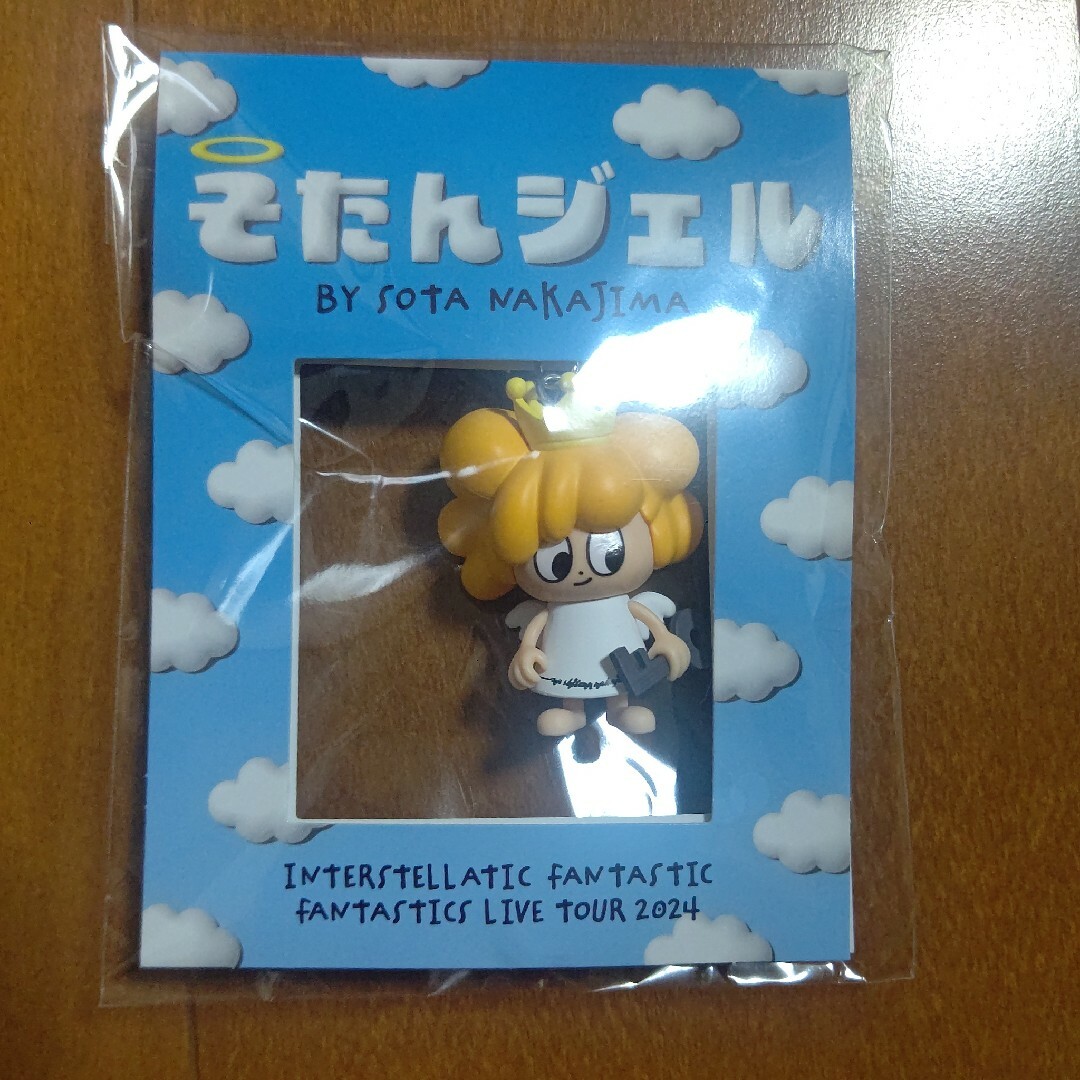 そたんジェル
BY SOTA NAKAJIMA
INTERSTELLATIC FANTASTIC
FANTASTICS LIVE TOUR 2024